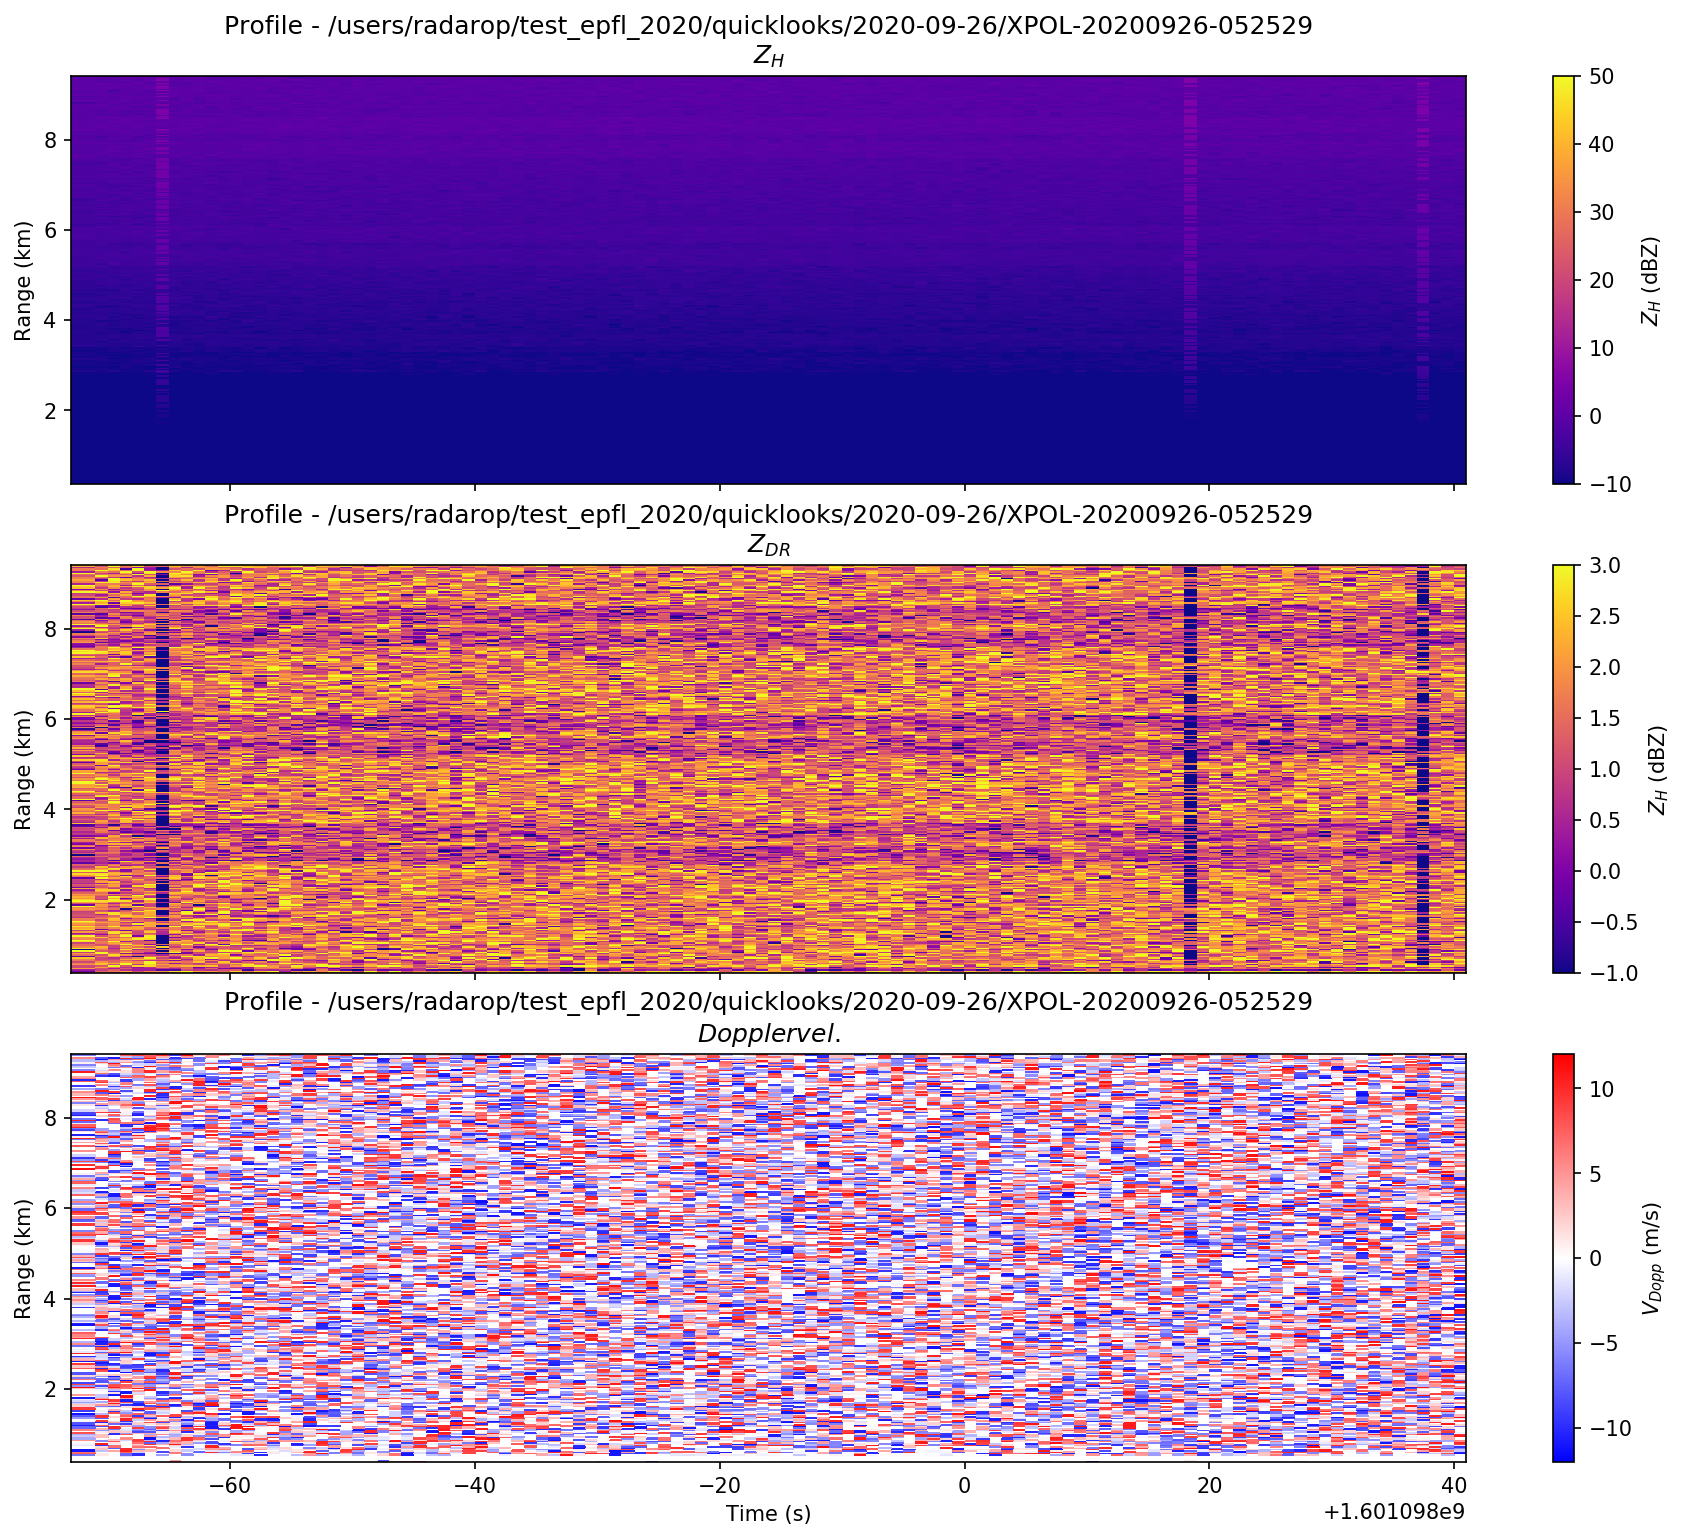 Profile - /users/radarop/test_epfl_2020/quicklooks/2020-09-26/XPOL-20200926-052529
Z_H
8
6
4
2
Range (km)
50
40
30
20
10
0
−10
Z_H (dBZ)
Profile - /users/radarop/test_epfl_2020/quicklooks/2020-09-26/XPOL-20200926-052529
Z_DR
8
6
4
2
Range (km)
3.0
2.5
2.0
1.5
1.0
0.5
0.0
−0.5
−1.0
Z_H (dBZ)
Profile - /users/radarop/test_epfl_2020/quicklooks/2020-09-26/XPOL-20200926-052529
Dopplervel.
8
6
4
2
Range (km)
−60 −40 −20 0 20 40
Time (s)
+1.601098e9
10
5
0
−5
−10
V_Dopp (m/s)